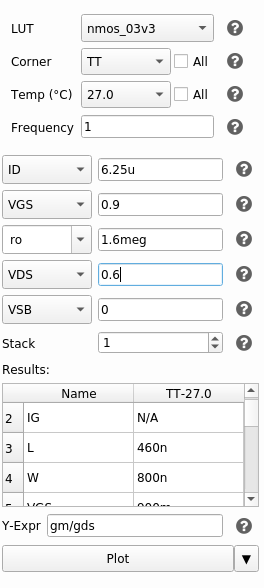 LUT nmos_03v3 ?
Corner TT All ?
Temp (°C) 27.0 All ?
Frequency 1 ?
ID 6.25u ?
VGS 0.9 ?
ro 1.6meg ?
VDS 0.6 ?
VSB 0 ?
Stack 1 ?
Results:
Name TT-27.0
2 IG N/A
3 L 460n
4 W 800n
5 VGS 900m
Y-Expr gm/gds ?
Plot